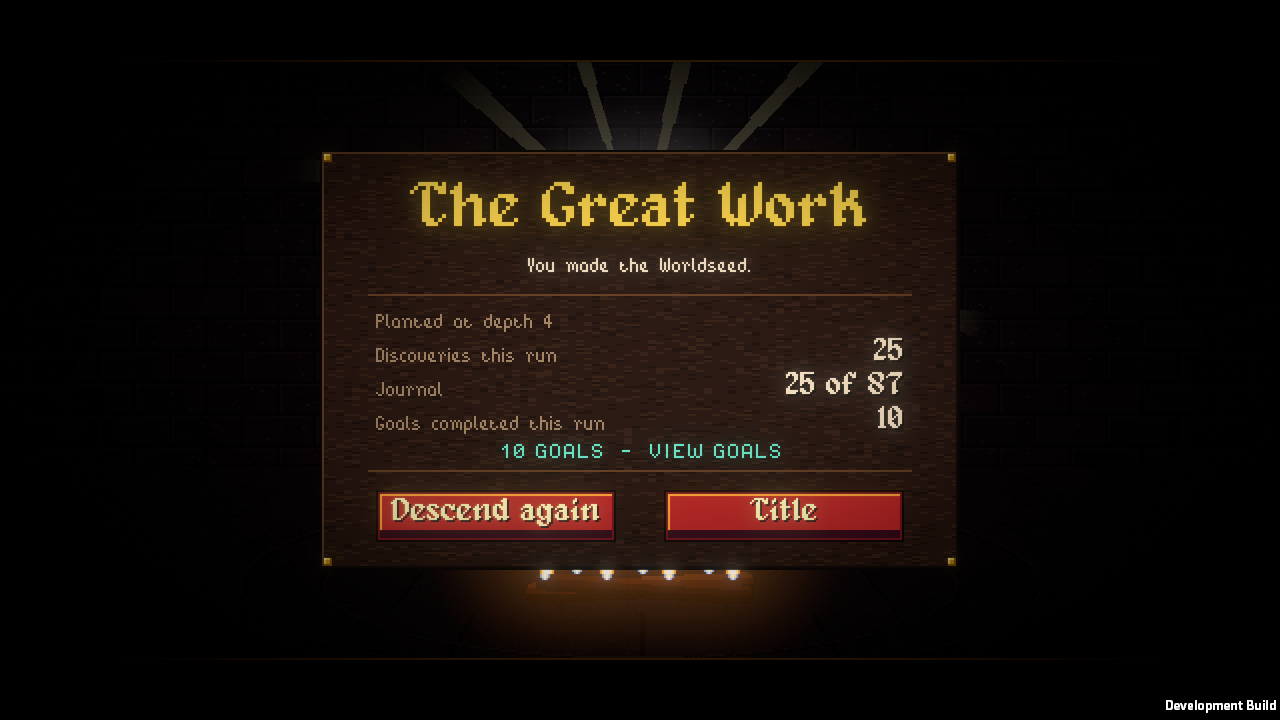 The Great Work
You made the Worldseed.
Planted at depth 4
Discoveries this run 25
Journal 25 of 87
Goals completed this run 10
10 GOALS - VIEW GOALS
Descend again
Title
Development Build